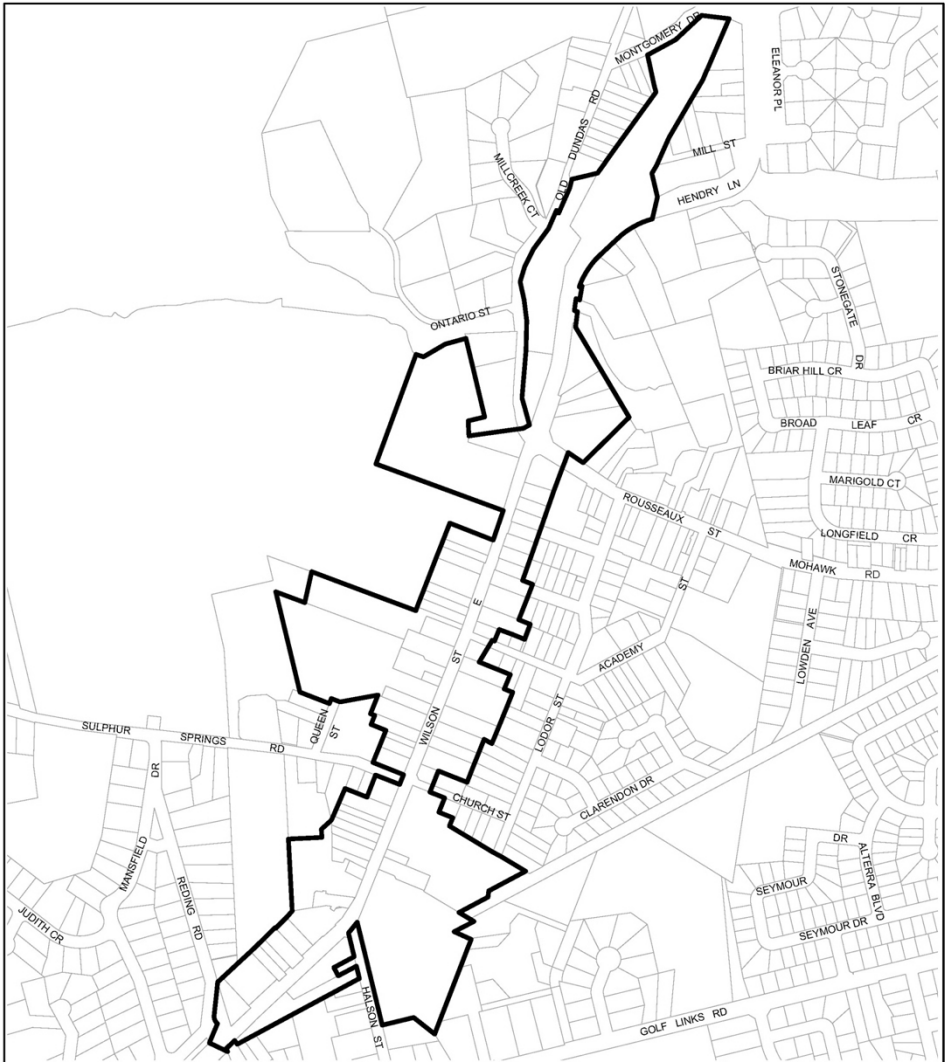 MONTGOMERY DR
ELEANOR PL
OLD DUNDAS RD
MILL ST
MILLCREEK CT
HENDRY LN
STONEGATE DR
ONTARIO ST
BRIAR HILL CR
BROAD LEAF CR
MARIGOLD CT
ROUSSEAUX ST
LONGFIELD CR
MOHAWK RD
WILSON ST E
LOWDEN AVE
ACADEMY ST
LODOR ST
QUEEN ST
SULPHUR SPRINGS RD
CHURCH ST
CLARENDON DR
MANSFIELD DR
REDING RD
SEYMOUR DR
ALTERRA BLVD
JUDITH CR
SEYMOUR DR
HALSON ST
GOLF LINKS RD